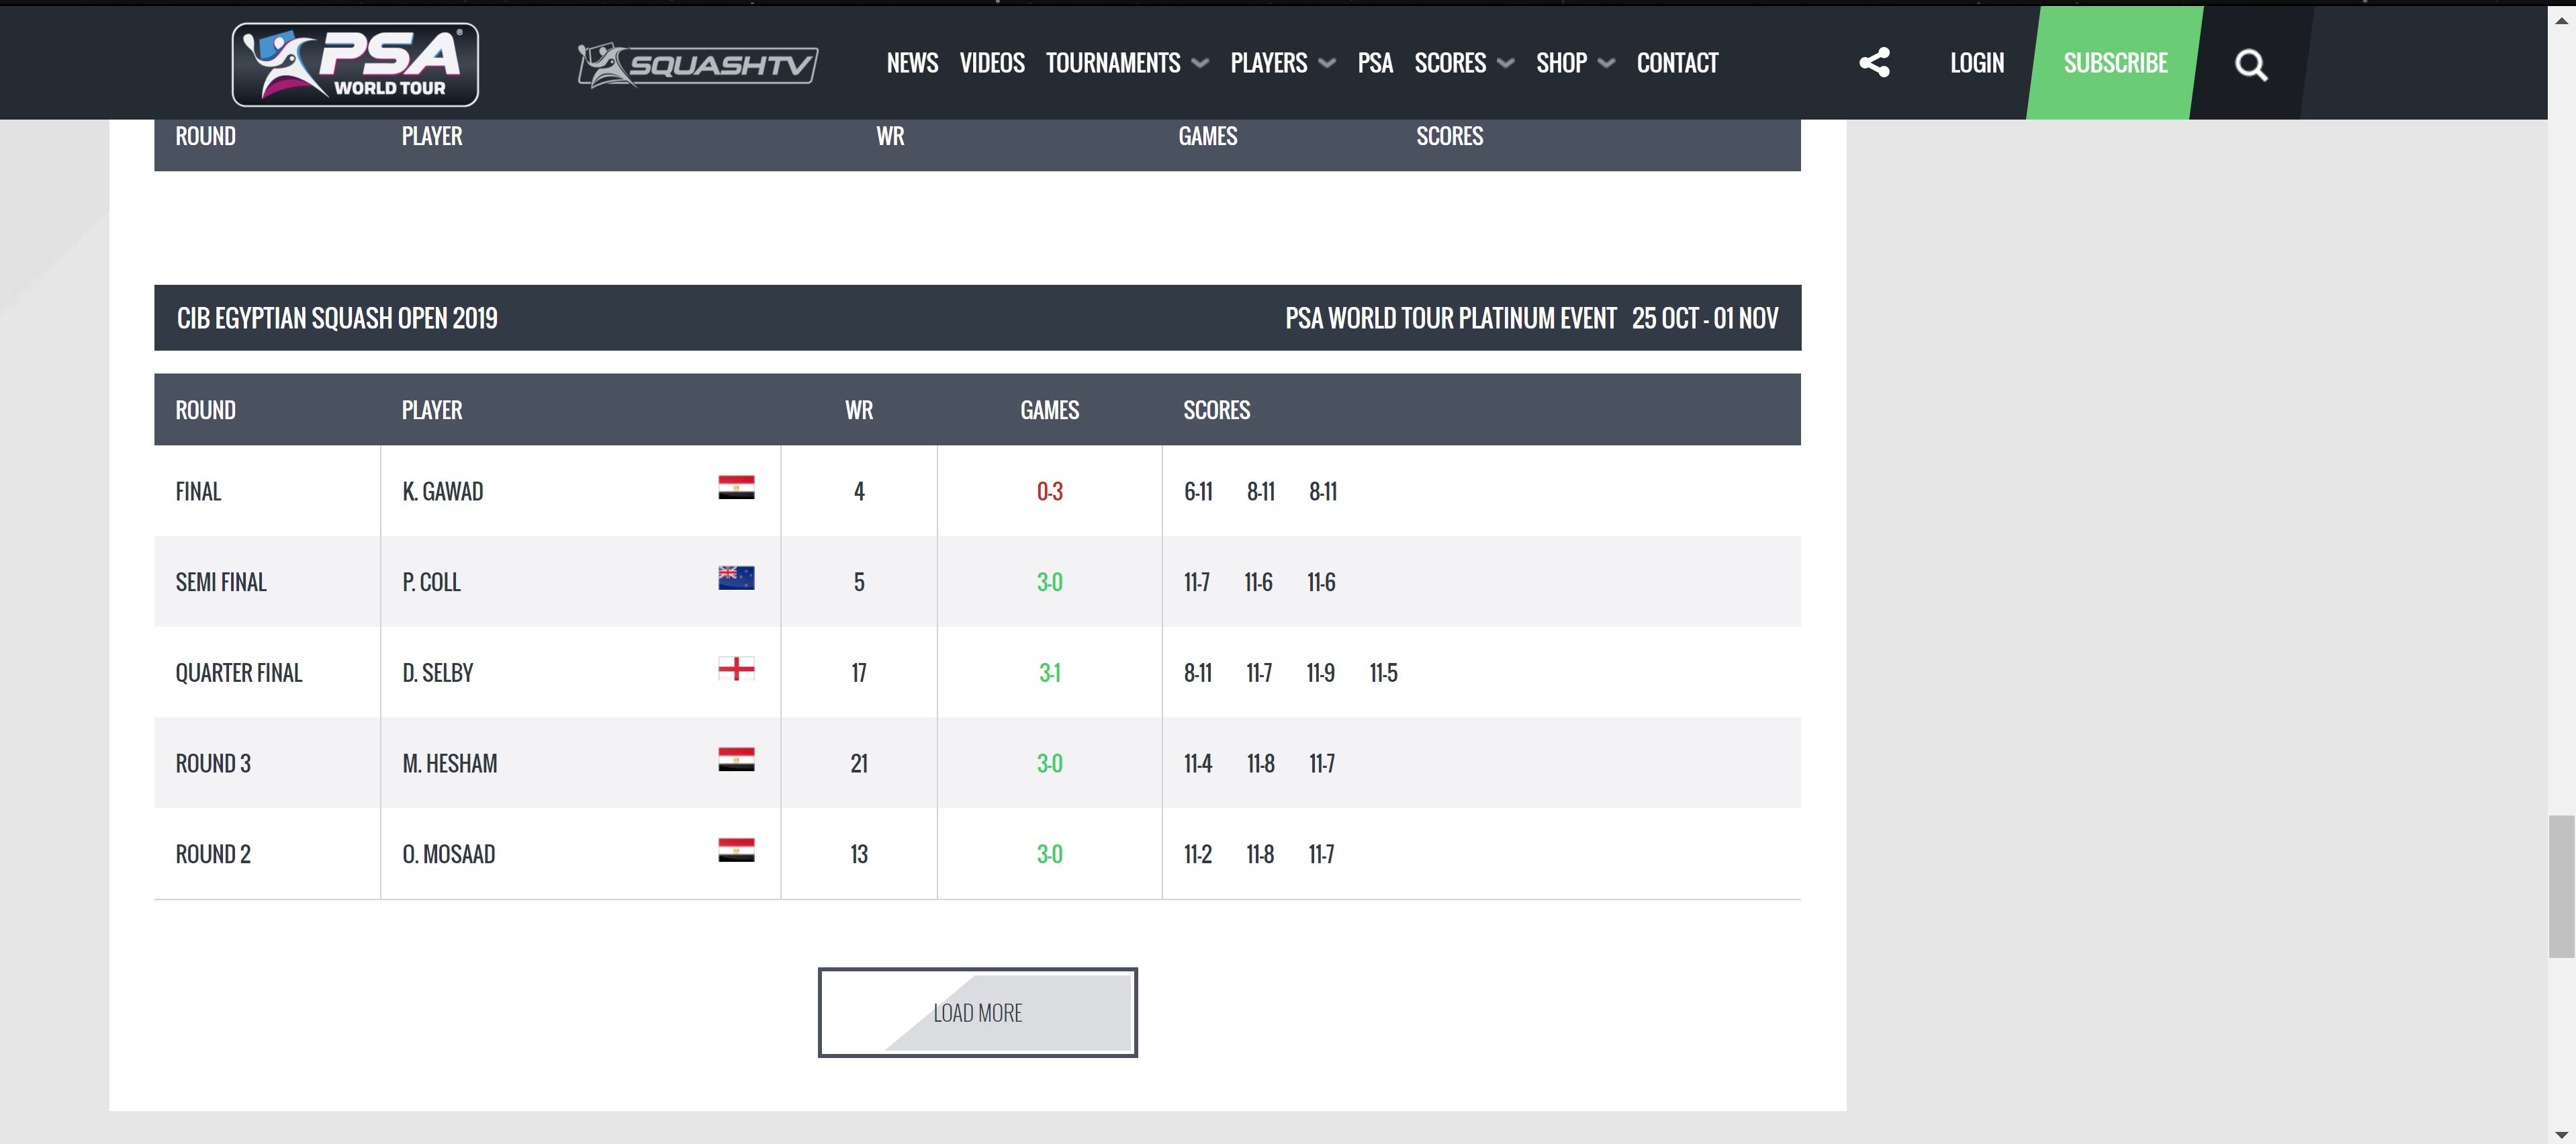 PSA® WORLD TOUR SQUASHTV NEWS VIDEOS TOURNAMENTS PLAYERS PSA SCORES SHOP CONTACT LOGIN SUBSCRIBE
ROUND PLAYER WR GAMES SCORES
CIB EGYPTIAN SQUASH OPEN 2019 PSA WORLD TOUR PLATINUM EVENT 25 OCT - 01 NOV
ROUND PLAYER WR GAMES SCORES
FINAL K. GAWAD 4 0-3 6-11 8-11 8-11
SEMI FINAL P. COLL 5 3-0 11-7 11-6 11-6
QUARTER FINAL D. SELBY 17 3-1 8-11 11-7 11-9 11-5
ROUND 3 M. HESHAM 21 3-0 11-4 11-8 11-7
ROUND 2 O. MOSAAD 13 3-0 11-2 11-8 11-7
LOAD MORE